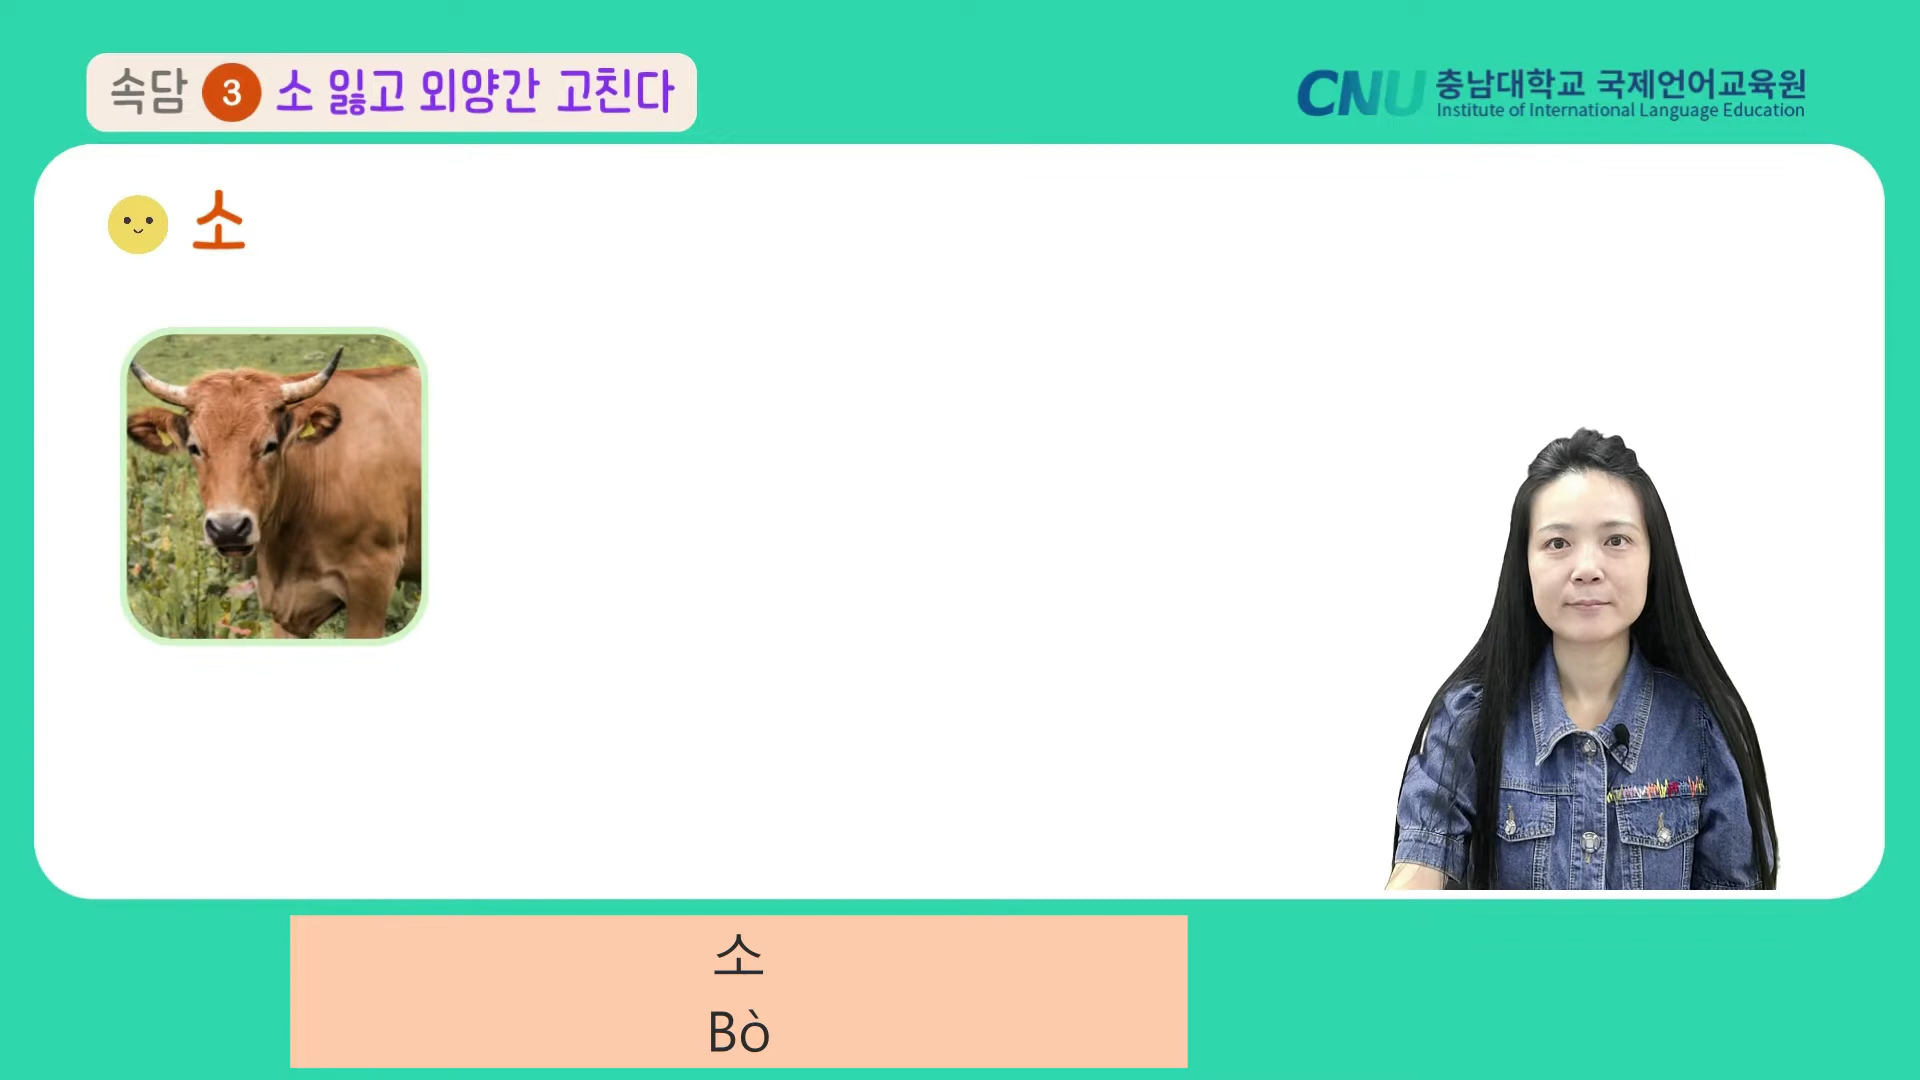 속담 3 소 잃고 외양간 고친다
CNU 충남대학교 국제언어교육원
Institute of International Language Education
소
소
Bò